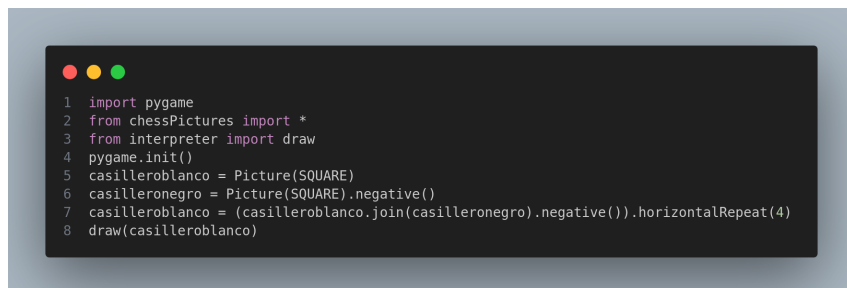 1 import pygame
2 from chessPictures import *
3 from interpreter import draw
4 pygame.init()
5 casilleroblanco = Picture(SQUARE)
6 casilleronegro = Picture(SQUARE).negative()
7 casilleroblanco = (casilleroblanco.join(casilleronegro).negative()).horizontalRepeat(4)
8 draw(casilleroblanco)